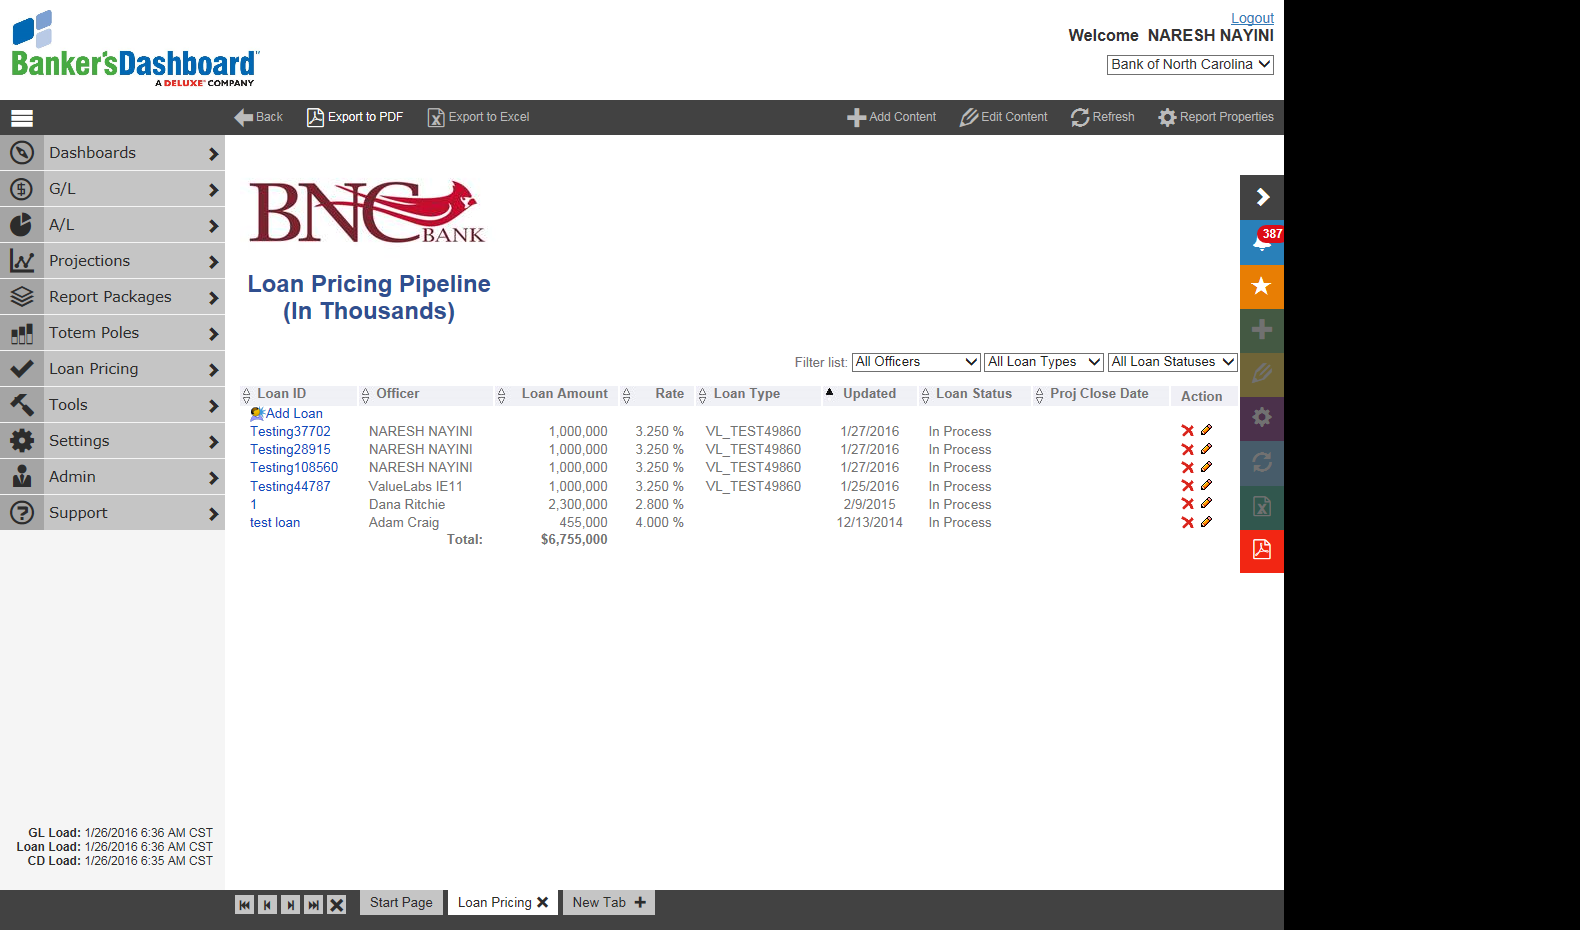 Logout
Welcome NARESH NAYINI
Banker'sDashboard
A DELUXE COMPANY
Bank of North Carolina
Back Export to PDF Export to Excel Add Content Edit Content Refresh Report Properties
Dashboards
G/L
A/L
Projections
Report Packages
Totem Poles
Loan Pricing
Tools
Settings
Admin
Support
BNC BANK
387
Loan Pricing Pipeline
(In Thousands)
Filter list: All Officers All Loan Types All Loan Statuses
Loan ID Officer Loan Amount Rate Loan Type Updated Loan Status Proj Close Date Action
Add Loan
Testing37702 NARESH NAYINI 1,000,000 3.250 % VL_TEST49860 1/27/2016 In Process
Testing28915 NARESH NAYINI 1,000,000 3.250 % VL_TEST49860 1/27/2016 In Process
Testing108560 NARESH NAYINI 1,000,000 3.250 % VL_TEST49860 1/27/2016 In Process
Testing44787 ValueLabs IE11 1,000,000 3.250 % VL_TEST49860 1/25/2016 In Process
1 Dana Ritchie 2,300,000 2.800 % 2/9/2015 In Process
test loan Adam Craig 455,000 4.000 % 12/13/2014 In Process
Total: $6,755,000
GL Load: 1/26/2016 6:36 AM CST
Loan Load: 1/26/2016 6:36 AM CST
CD Load: 1/26/2016 6:35 AM CST
Start Page Loan Pricing New Tab